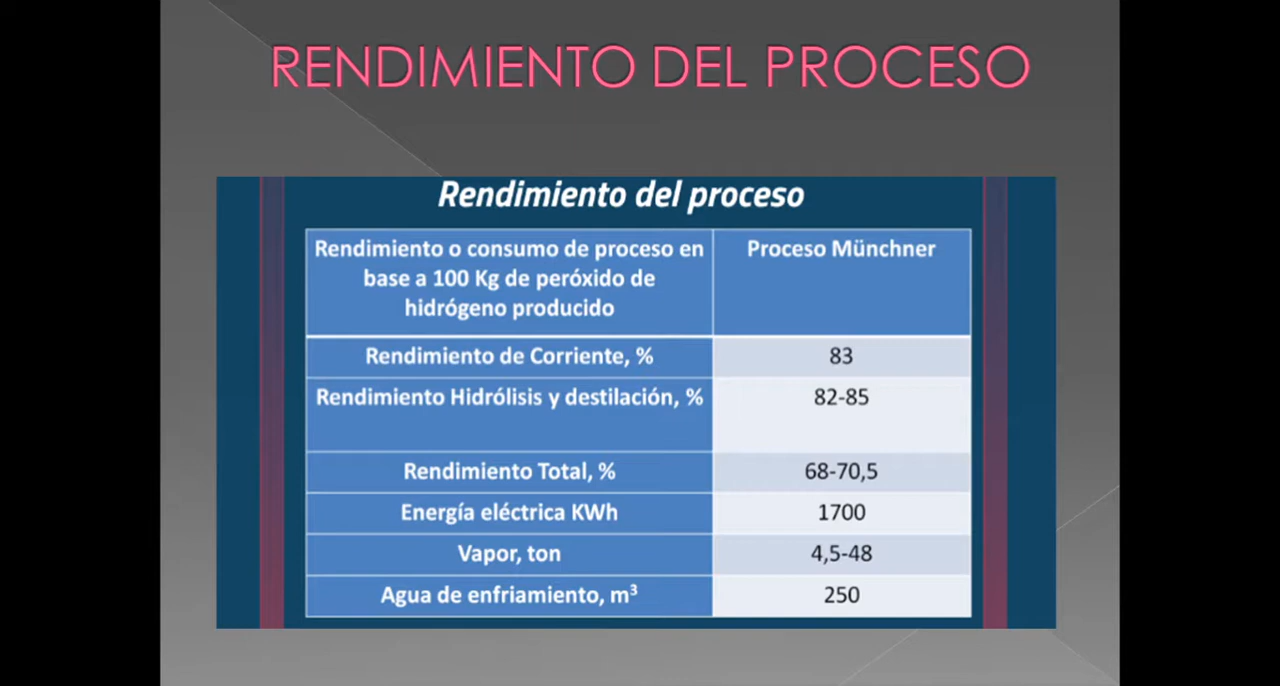 RENDIMIENTO DEL PROCESO
Rendimiento del proceso
Rendimiento o consumo de proceso en
base a 100 Kg de peróxido de
hidrógeno producido
Proceso Münchner
Rendimiento de Corriente, %
83
Rendimiento Hidrólisis y destilación, %
82-85
Rendimiento Total, %
68-70,5
Energía eléctrica KWh
1700
Vapor, ton
4,5-48
Agua de enfriamiento, m³
250